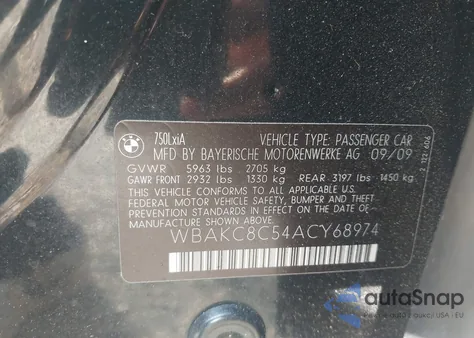 750LxiA
VEHICLE TYPE: PASSENGER CAR
MFD BY BAYERISCHE MOTORENWERKE AG 09/09
GVWR 5963 lbs 2705 kg
GAWR FRONT 2932 lbs 1330 kg REAR 3197 lbs 1450 kg
THIS VEHICLE CONFORMS TO ALL APPLICABLE U.S.
FEDERAL MOTOR VEHICLE SAFETY, BUMPER, AND
THEFT PREVENTION STANDARDS IN EFFECT ON THE
DATE OF MANUFACTURE SHOWN ABOVE.
WBAKC8C54ACY68974
autoSnap